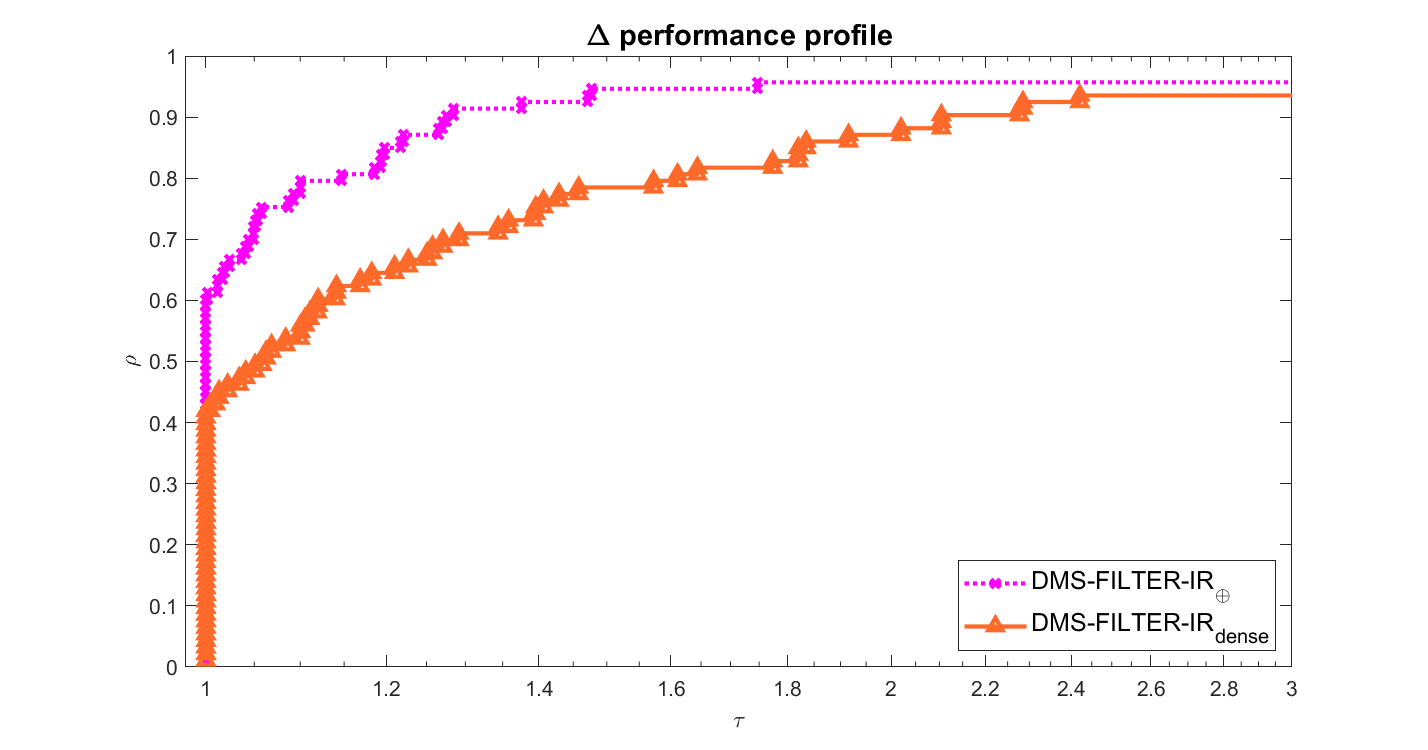 Δ performance profile
1
0.9
0.8
0.7
0.6
0.5
0.4
0.3
0.2
0.1
0
ρ
1 1.2 1.4 1.6 1.8 2 2.2 2.4 2.6 2.8 3
τ
DMS-FILTER-IR⊕
DMS-FILTER-IRdense